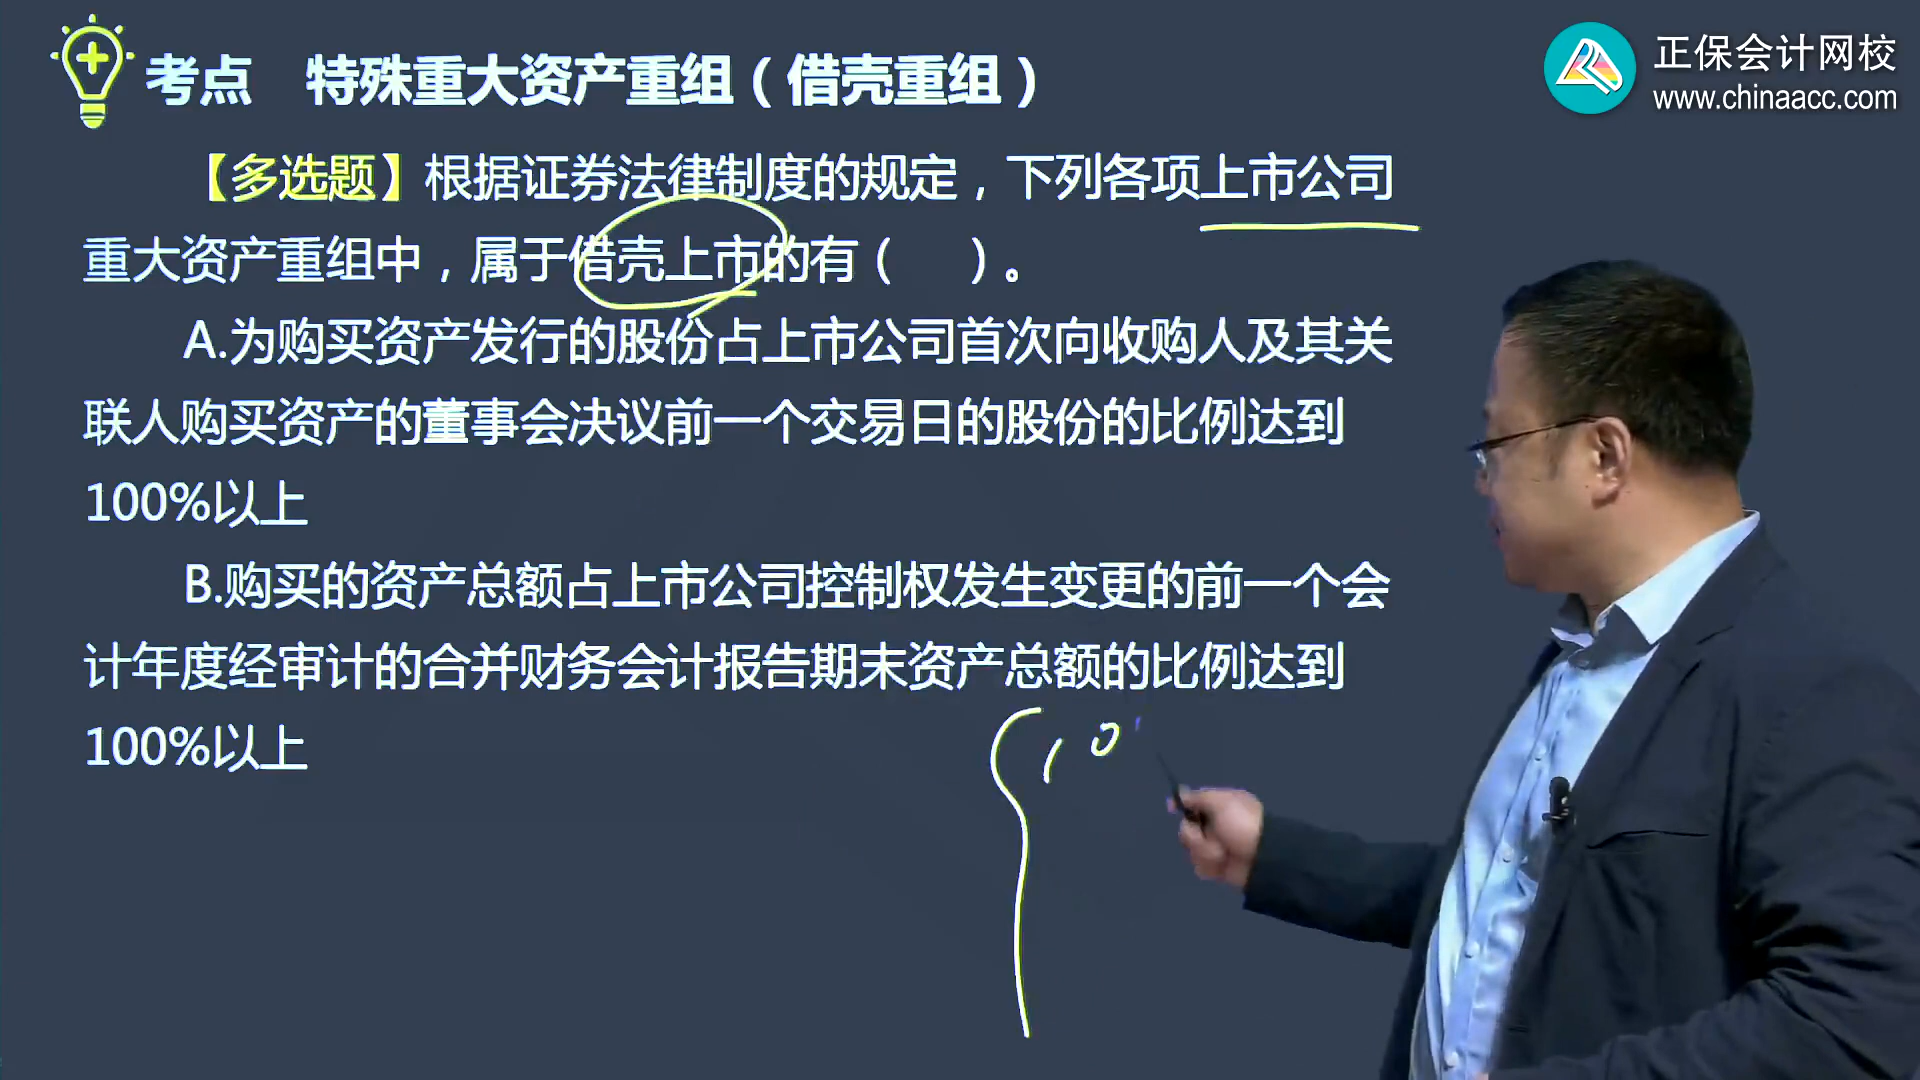 考点 特殊重大资产重组（借壳重组）
正保会计网校
www.chinaacc.com
【多选题】根据证券法律制度的规定，下列各项上市公司
重大资产重组中，属于借壳上市的有（ ）。
A.为购买资产发行的股份占上市公司首次向收购人及其关
联人购买资产的董事会决议前一个交易日的股份的比例达到
100%以上
B.购买的资产总额占上市公司控制权发生变更的前一个会
计年度经审计的合并财务会计报告期末资产总额的比例达到
100%以上
10